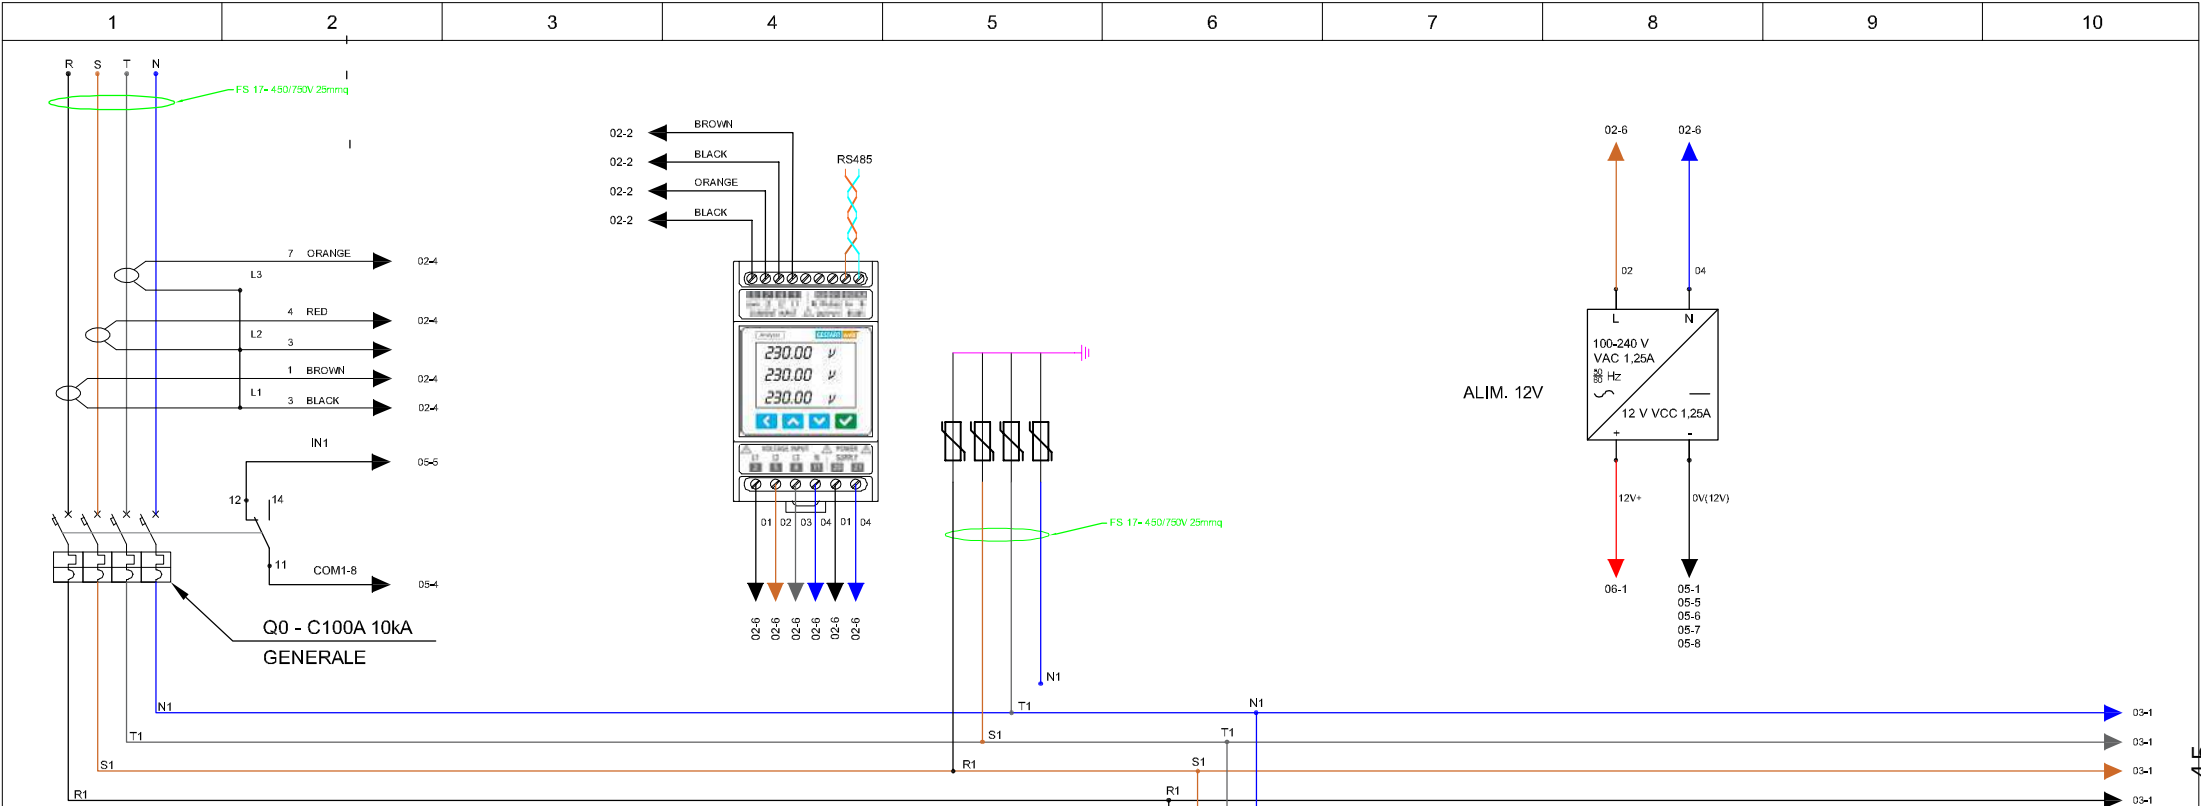 1 2 3 4 5 6 7 8 9 10
R S T N
FS 17- 450/750V 25mmq
7 ORANGE 02-4
L3
4 RED 02-4
L2
3
1 BROWN 02-4
L1
3 BLACK 02-4
IN1
05-5
12 14
11
COM1-8 05-4
Q0 - C100A 10kA
GENERALE
02-2 BROWN
02-2 BLACK
02-2 ORANGE
02-2 BLACK
RS485
230.00
230.00
230.00
VOLTAGE INPUT POWER
L1 L2 L3 N SUPPLY
01 02 03 04 01 04
02-6 02-6 02-6 02-6 02-6 02-6
FS 17- 450/750V 25mmq
N1
T1
S1
R1
ALIM. 12V
02-6 02-6
02 04
L N
100-240 V
VAC 1,25A
Hz
12 V VCC 1,25A
+ -
12V+ 0V(12V)
06-1 05-1
05-5
05-6
05-7
05-8
N1 N1 03-1
T1 T1 03-1
S1 S1 03-1
R1 R1 03-1